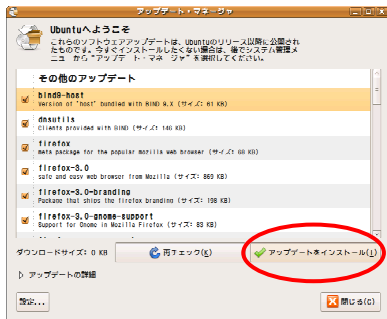 アップデート・マネージャ
Ubuntuへようこそ
これらのソフトウェアアップデートは、Ubuntuのリリース以降に公開され
たものです。今すぐインストールしたくない場合は、後でシステム管理メ
ニューから"アップデート・マネージャ"を選択してください。
その他のアップデート
bind9-host
Version of 'host' bundled with BIND 9.X (サイズ: 61 KB)
dnsutils
Clients provided with BIND (サイズ: 140 KB)
firefox
meta package for the popular mozilla web browser (サイズ: 66 KB)
firefox-3.0
safe and easy web browser from Mozilla (サイズ: 869 KB)
firefox-3.0-branding
Package that ships the firefox branding (サイズ: 198 KB)
firefox-3.0-gnome-support
Support for Gnome in Mozilla Firefox (サイズ: 83 KB)
ダウンロードサイズ: 0 KB
再チェック(K)
アップデートをインストール(I)
アップデートの詳細
設定...
閉じる(C)